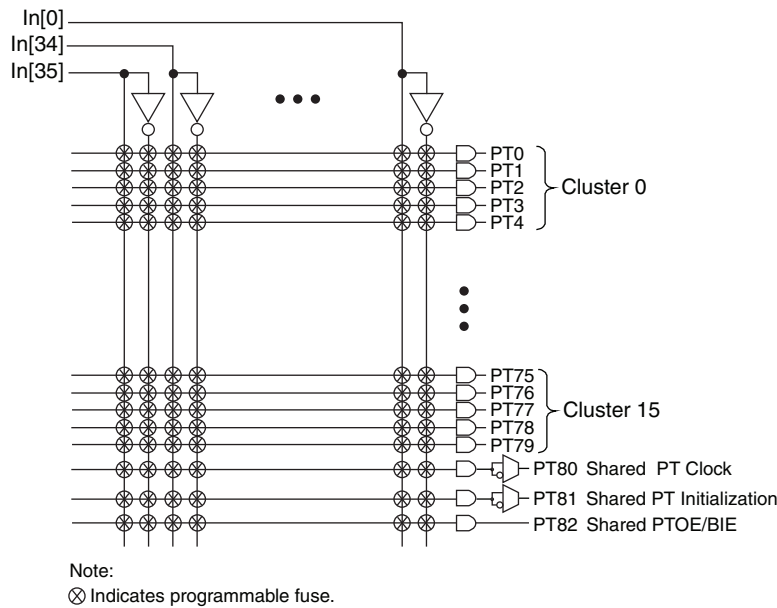 In[0]
In[34]
In[35]
PT0
PT1
PT2
PT3
PT4
Cluster 0
PT75
PT76
PT77
PT78
PT79
Cluster 15
PT80 Shared PT Clock
PT81 Shared PT Initialization
PT82 Shared PTOE/BIE
Note:
Indicates programmable fuse.